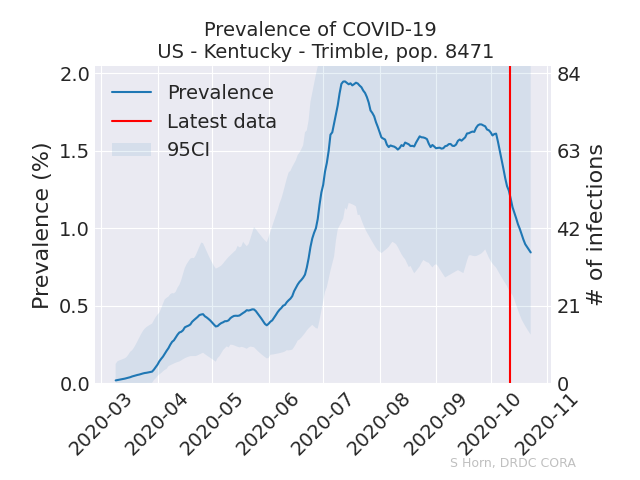 Prevalence of COVID-19
US - Kentucky - Trimble, pop. 8471
Prevalence
Latest data
95CI
Prevalence (%)
2.0
1.5
1.0
0.5
0.0
84
63
42
21
0
# of infections
2020-03
2020-04
2020-05
2020-06
2020-07
2020-08
2020-09
2020-10
2020-11
S Horn, DRDC CORA